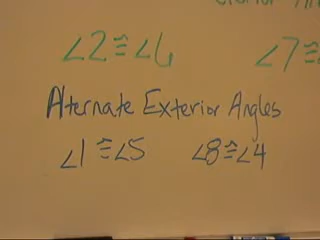 ∠2 ≅ ∠6 ∠7 ≅
Alternate Exterior Angles
∠1 ≅ ∠5 ∠8 ≅ ∠4